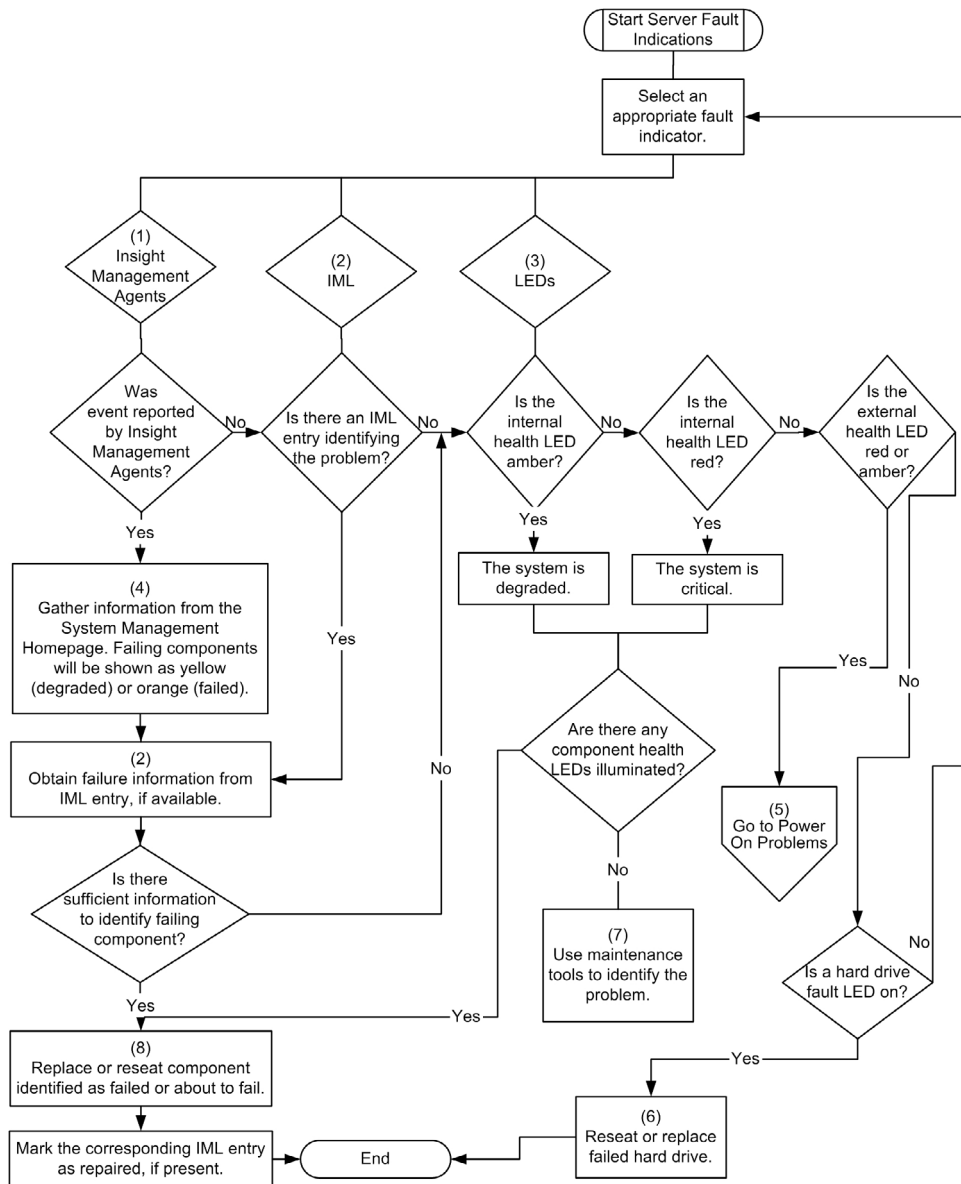 Start Server Fault
Indications
Select an
appropriate fault
indicator.
(1)
Insight
Management
Agents
(2)
IML
(3)
LEDs
Was
event reported
by Insight
Management
Agents?
No
Is there an IML
entry identifying
the problem?
No
Is the
internal
health LED
amber?
No
Is the
internal
health LED
red?
No
Is the
external
health LED
red or
amber?
Yes
Yes
Yes
The system is
degraded.
The system is
critical.
(4)
Gather information from the
System Management
Homepage. Failing components
will be shown as yellow
(degraded) or orange (failed).
Yes
Yes
No
Are there any
component health
LEDs illuminated?
(2)
Obtain failure information from
IML entry, if available.
No
(5)
Go to Power
On Problems
Is there
sufficient information
to identify failing
component?
No
(7)
Use maintenance
tools to identify the
problem.
No
Is a hard drive
fault LED on?
Yes
Yes
(8)
Replace or reseat component
identified as failed or about to fail.
Yes
(6)
Reseat or replace
failed hard drive.
Mark the corresponding IML entry
as repaired, if present.
End